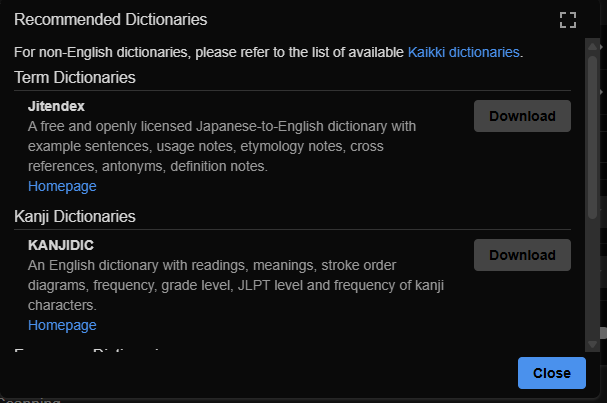 Recommended Dictionaries
For non-English dictionaries, please refer to the list of available Kaikki dictionaries.
Term Dictionaries
Jitendex
A free and openly licensed Japanese-to-English dictionary with
example sentences, usage notes, etymology notes, cross
references, antonyms, definition notes.
Homepage
Download
Kanji Dictionaries
KANJIDIC
An English dictionary with readings, meanings, stroke order
diagrams, frequency, grade level, JLPT level and frequency of kanji
characters.
Homepage
Download
Close